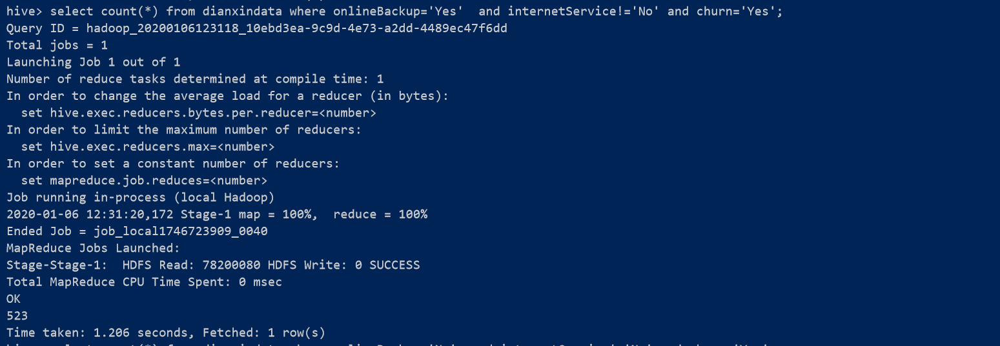 hive> select count(*) from dianxindata where onlineBackup='Yes'  and internetService!='No' and churn='Yes';
Query ID = hadoop_20200106123118_10ebd3ea-9c9d-4e73-a2dd-4489ec47f6dd
Total jobs = 1
Launching Job 1 out of 1
Number of reduce tasks determined at compile time: 1
In order to change the average load for a reducer (in bytes):
  set hive.exec.reducers.bytes.per.reducer=<number>
In order to limit the maximum number of reducers:
  set hive.exec.reducers.max=<number>
In order to set a constant number of reducers:
  set mapreduce.job.reduces=<number>
Job running in-process (local Hadoop)
2020-01-06 12:31:20,172 Stage-1 map = 100%,  reduce = 100%
Ended Job = job_local1746723909_0040
MapReduce Jobs Launched:
Stage-Stage-1:  HDFS Read: 78200080 HDFS Write: 0 SUCCESS
Total MapReduce CPU Time Spent: 0 msec
OK
523
Time taken: 1.206 seconds, Fetched: 1 row(s)